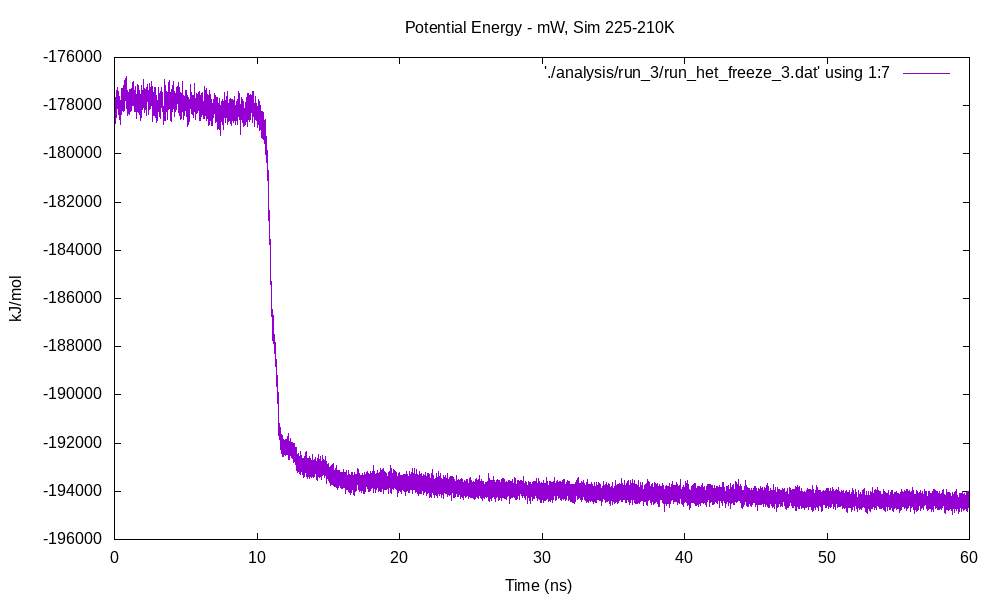 Potential Energy - mW, Sim 225-210K
'./analysis/run_3/run_het_freeze_3.dat' using 1:7
-176000
-178000
-180000
-182000
-184000
-186000
-188000
-190000
-192000
-194000
-196000
kJ/mol
0 10 20 30 40 50 60
Time (ns)